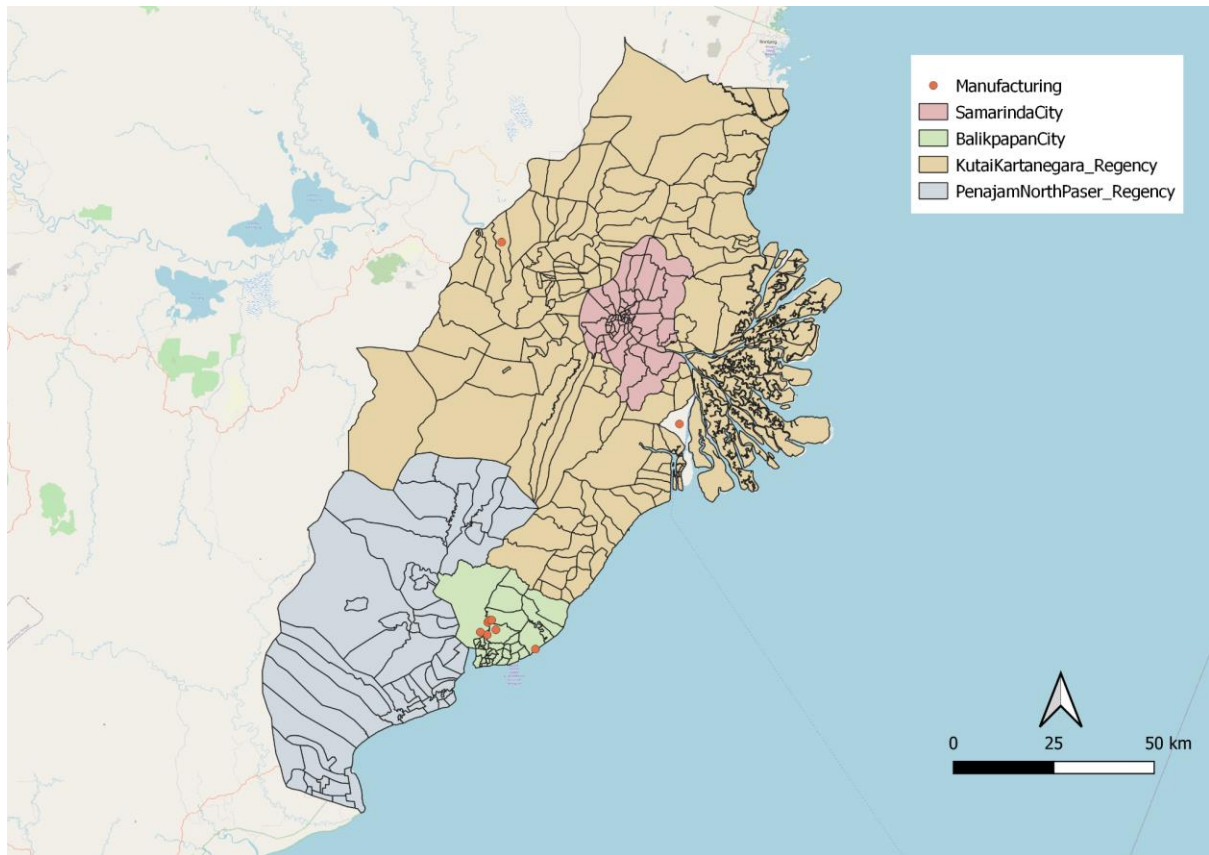 Manufacturing
SamarindaCity
BalikpapanCity
KutaiKartanegara_Regency
PenajamNorthPaser_Regency
0 25 50 km